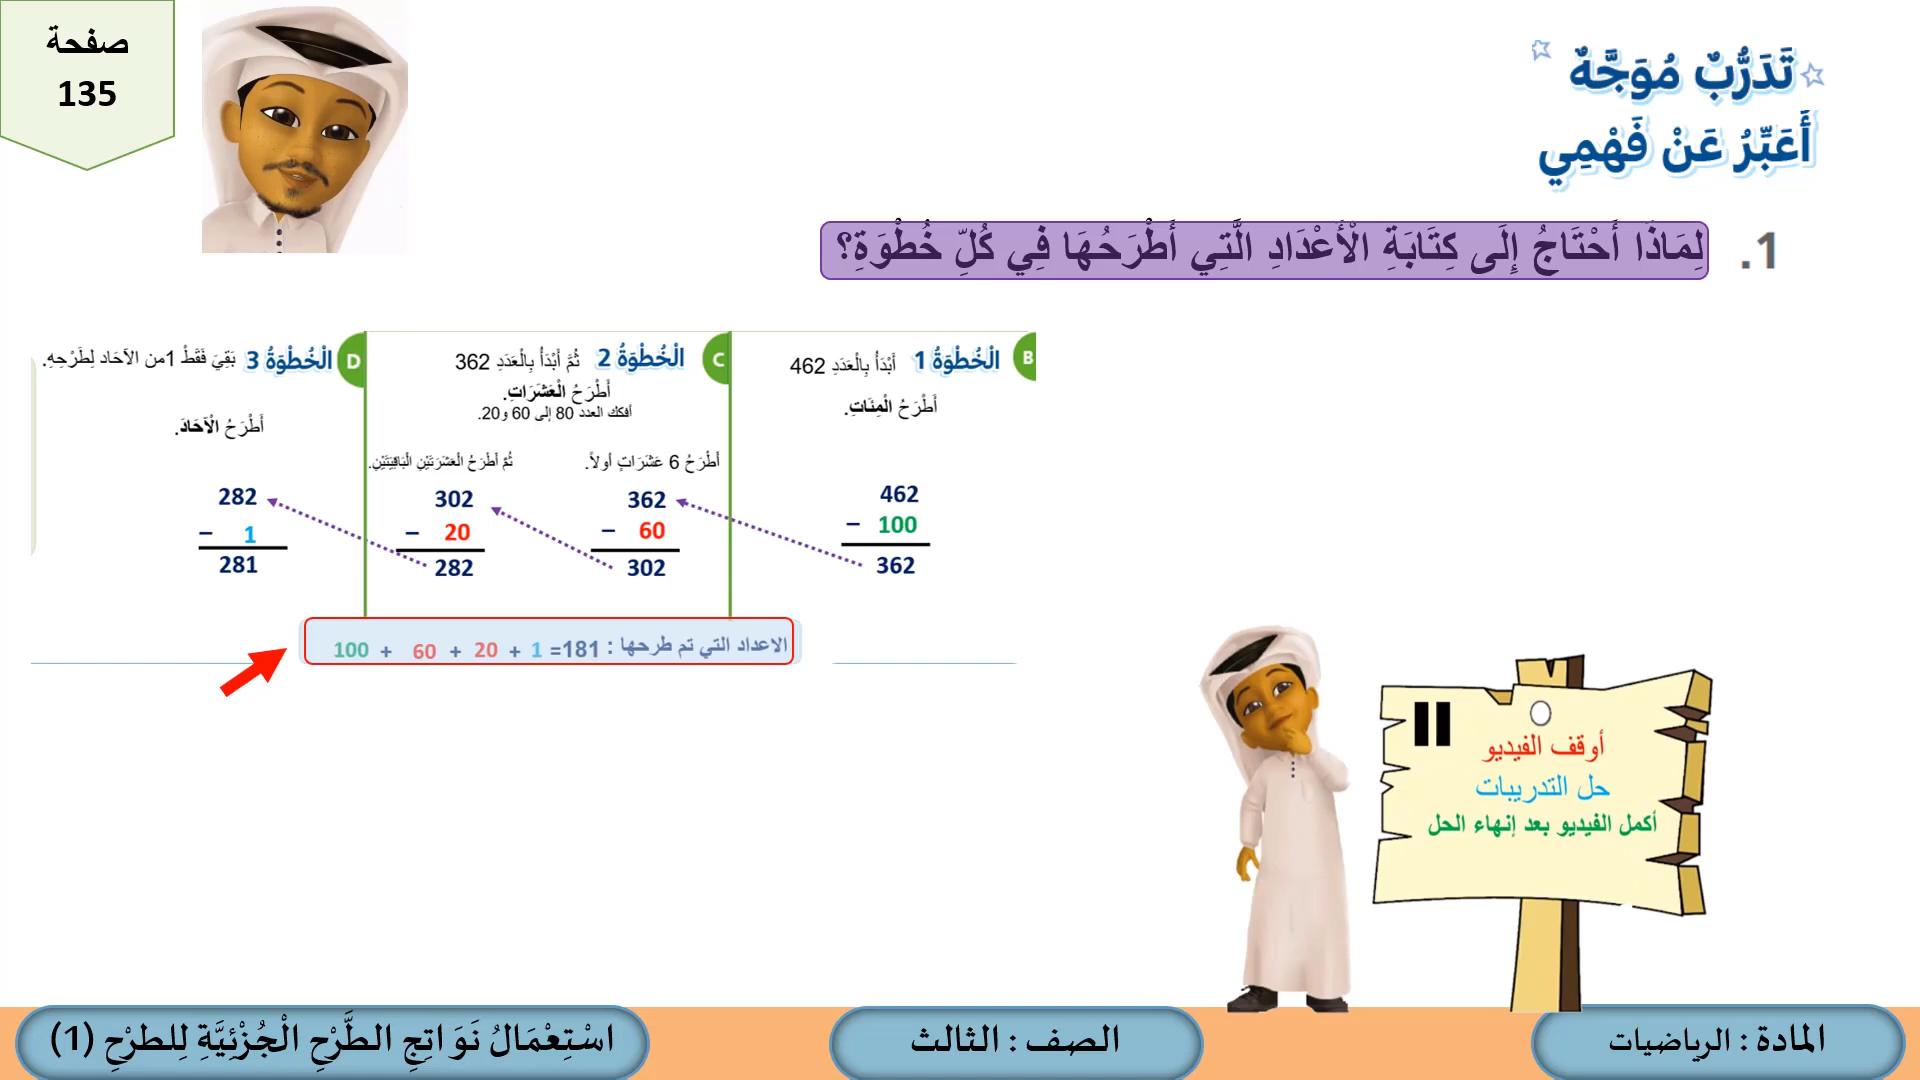 صفحة
135
تَدَرُّبٌ مُوَجَّهٌ
أَعَبِّرُ عَنْ فَهْمِي
1. لِمَاذَا أَحْتَاجُ إِلَى كِتَابَةِ الْأَعْدَادِ الَّتِي أَطْرَحُهَا فِي كُلِّ خُطْوَةِ؟
B
الْخُطْوَةُ 1 أَبْدَأُ بِالْعَدَدِ 462
أَطْرَحُ الْمِئَاتِ.
462
– 100
362
C
الْخُطْوَةُ 2 ثُمَّ أَبْدَأُ بِالْعَدَدِ 362
أَطْرَحُ الْعَشَرَاتِ.
أفكك العدد 80 إلى 60 و20.
أَطْرَحُ 6 عَشَرَاتٍ أولاً.
362
– 60
302
ثُمَّ أَطْرَحُ الْعَشَرَتَيْنِ الْبَاقِيَتَيْنِ.
302
– 20
282
D
الْخُطْوَةُ 3 بَقِيَ فَقَطْ 1من الآحَاد لِطَرْحِهِ.
أَطْرَحُ الْآحَادَ.
282
– 1
281
الاعداد التي تم طرحها : 181= 1 + 20 + 60 + 100
أوقف الفيديو
حل التدريبات
أكمل الفيديو بعد إنهاء الحل
المادة : الرياضيات
الصف : الثالث
اسْتِعْمَالُ نَوَاتِجِ الطَّرْحِ الْجُزْئِيَّةِ لِلطرْحِ (1)